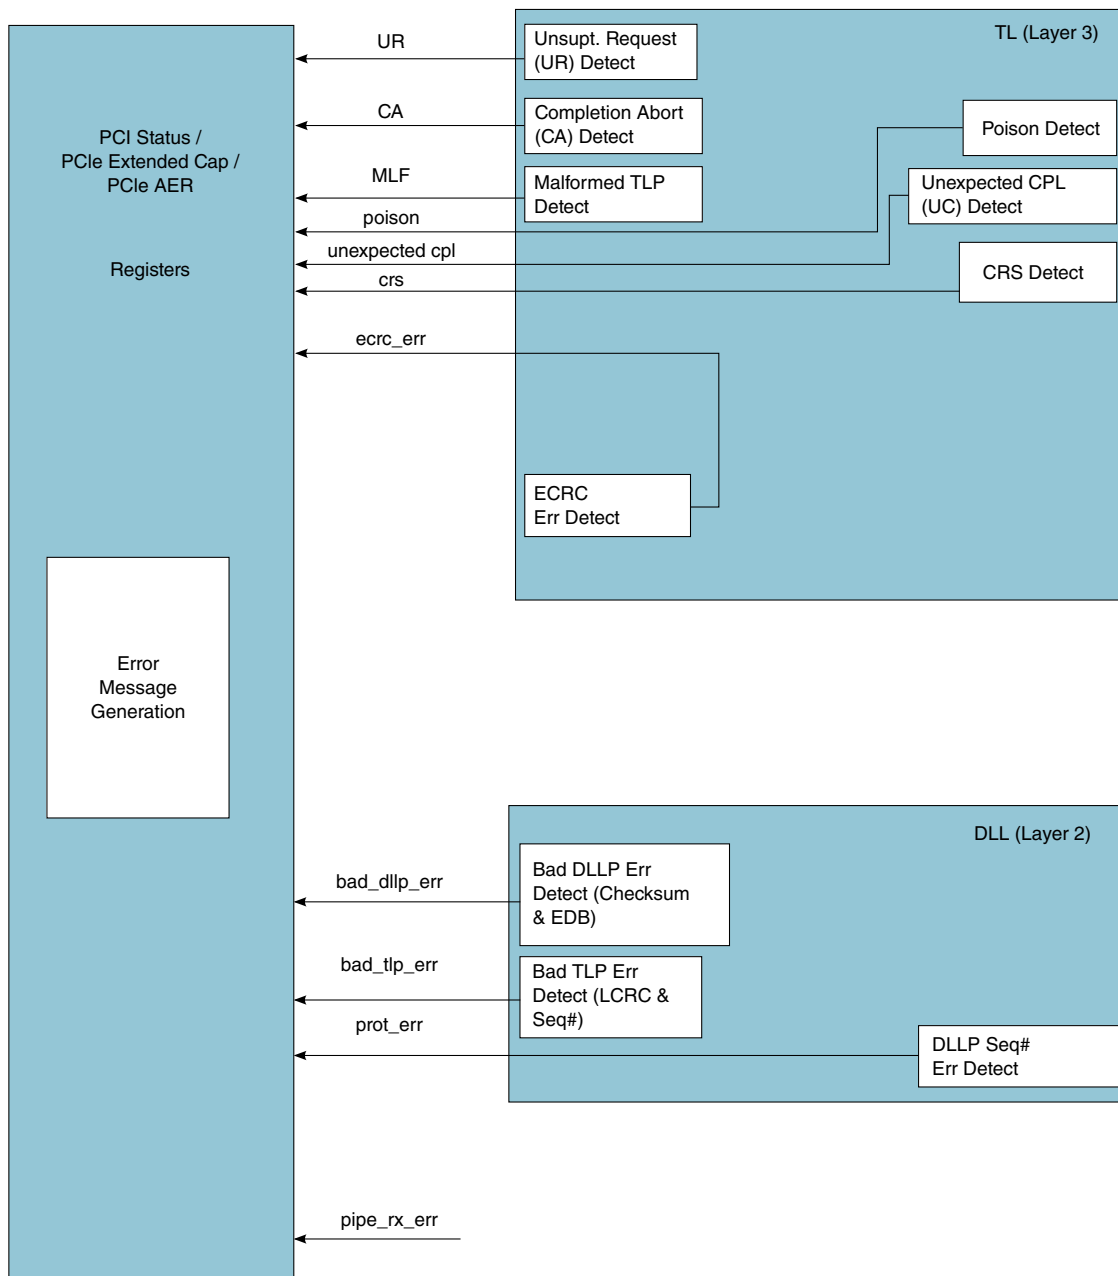 TL (Layer 3)
UR
Unsupt. Request
(UR) Detect
CA
Completion Abort
(CA) Detect
Poison Detect
PCI Status /
PCIe Extended Cap /
PCIe AER
MLF
Malformed TLP
Detect
Unexpected CPL
(UC) Detect
poison
unexpected cpl
Registers
crs
CRS Detect
ecrc_err
ECRC
Err Detect
Error
Message
Generation
DLL (Layer 2)
bad_dllp_err
Bad DLLP Err
Detect (Checksum
& EDB)
bad_tlp_err
Bad TLP Err
Detect (LCRC &
Seq#)
prot_err
DLLP Seq#
Err Detect
pipe_rx_err